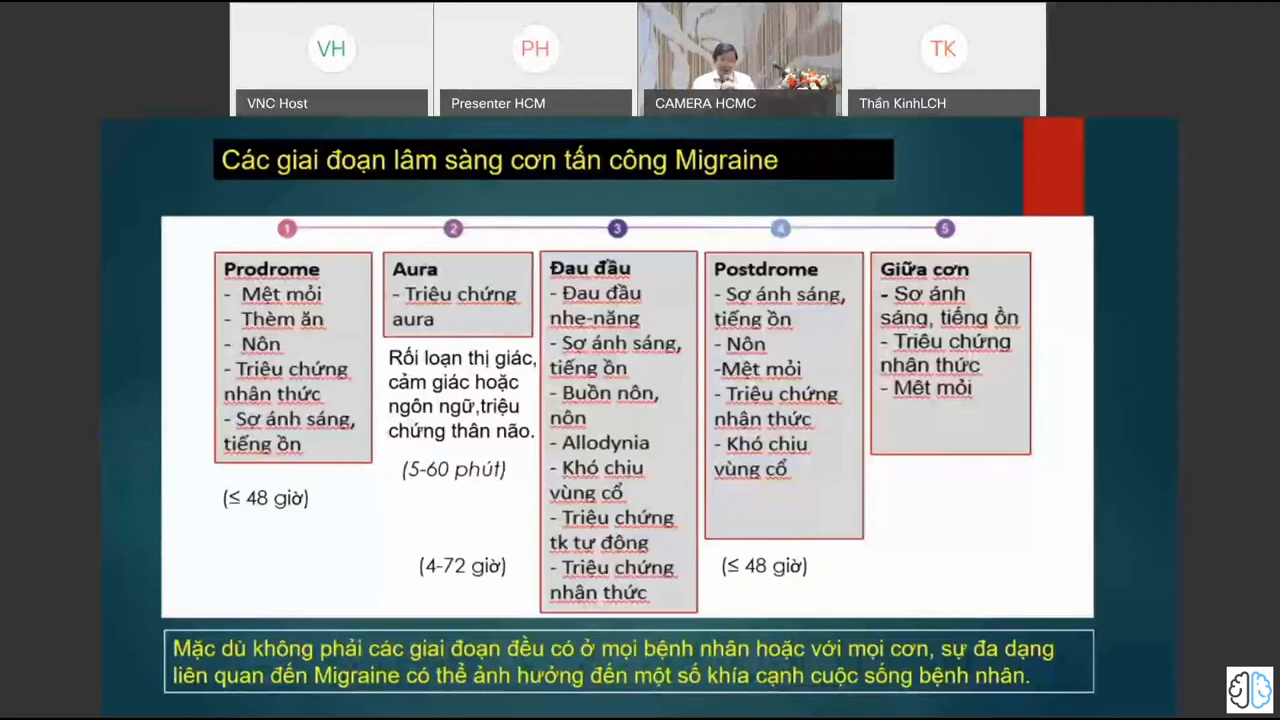 VH
PH
TK
VNC Host
Presenter HCM
CAMERA HCMC
Thần KinhLCH
Các giai đoạn lâm sàng cơn tấn công Migraine
1
2
3
4
5
Prodrome
- Mệt mỏi
- Thèm ăn
- Nôn
- Triệu chứng
nhận thức
- Sợ ánh sáng,
tiếng ồn
(≤ 48 giờ)
Aura
- Triệu chứng
aura
Rối loạn thị giác,
cảm giác hoặc
ngôn ngữ,triệu
chứng thân não.
(5-60 phút)
(4-72 giờ)
Đau đầu
- Đau đầu
nhẹ-nặng
- Sợ ánh sáng,
tiếng ồn
- Buồn nôn,
nôn
- Allodynia
- Khó chịu
vùng cổ
- Triệu chứng
tk tự động
- Triệu chứng
nhận thức
Postdrome
- Sợ ánh sáng,
tiếng ồn
- Nôn
-Mệt mỏi
- Triệu chứng
nhận thức
- Khó chịu
vùng cổ
(≤ 48 giờ)
Giữa cơn
- Sợ ánh
sáng, tiếng ồn
- Triệu chứng
nhận thức
- Mệt mỏi
Mặc dù không phải các giai đoạn đều có ở mọi bệnh nhân hoặc với mọi cơn, sự đa dạng
liên quan đến Migraine có thể ảnh hưởng đến một số khía cạnh cuộc sống bệnh nhân.